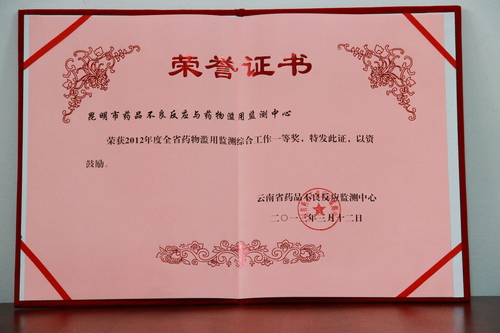 荣誉证书
昆明市药品不良反应与药物滥用监测中心
荣获2012年度全省药物滥用监测综合工作一等奖，特发此证，以资
鼓励。
云南省药品不良反应监测中心
二〇一三年三月十二日